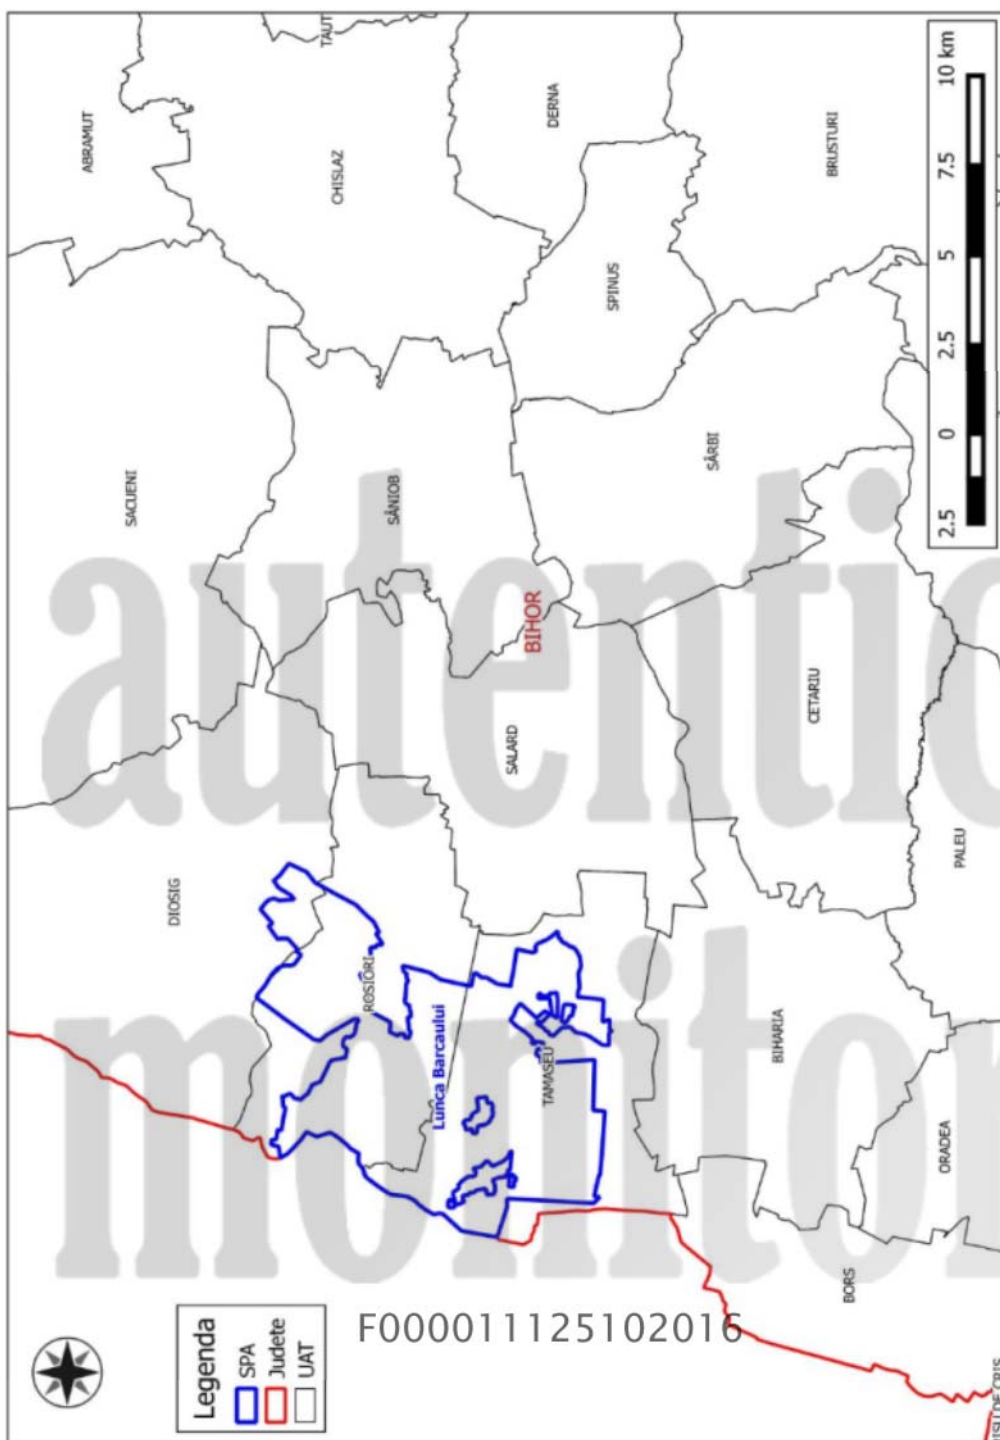 ABRAMUT
TAUT
DERNA
CHISLAZ
BRUSTURI
SPINUS
SACUENI
SÂNIOB
SÂRBI
BIHOR
SALARD
CETARIU
DIOSIG
PALEU
ROSIORI
Lunca Barcaului
TAMASEU
BIHARIA
ORADEA
BORS
Legenda
SPA
Judete
UAT
2.5 0 2.5 5 7.5 10 km
F000011125102016
monitor
autentic